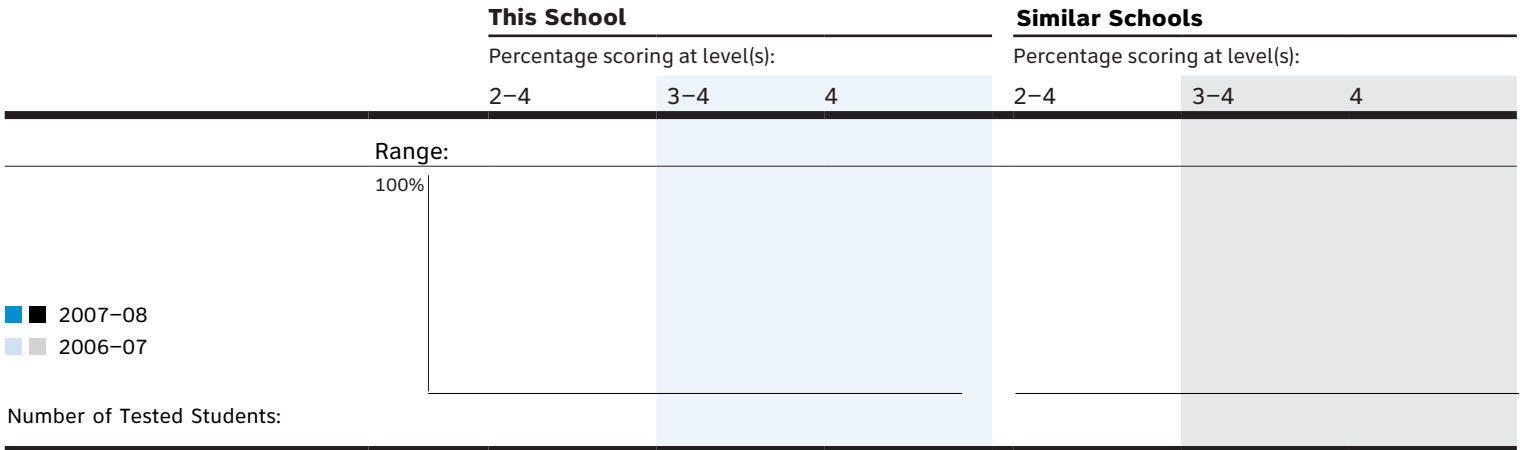 This School Similar Schools
Percentage scoring at level(s): Percentage scoring at level(s):
2–4 3–4 4 2–4 3–4 4
Range:
100%
2007–08
2006–07
Number of Tested Students: